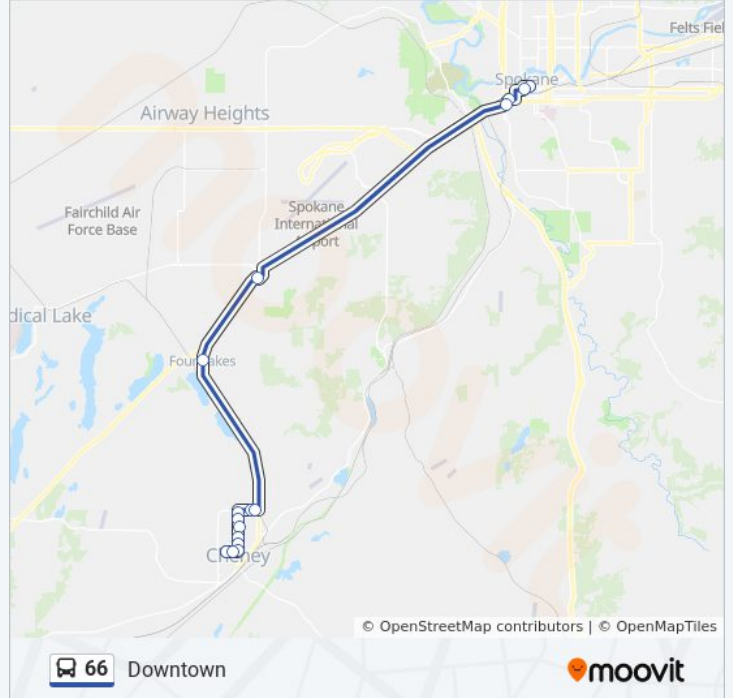 Felts Fiel
Spokane
Airway Heights
Fairchild Air
Force Base
Spokane
International
Airport
dical Lake
Four Lakes
Cheney
© OpenStreetMap contributors | © OpenMapTiles
66 Downtown
moovit